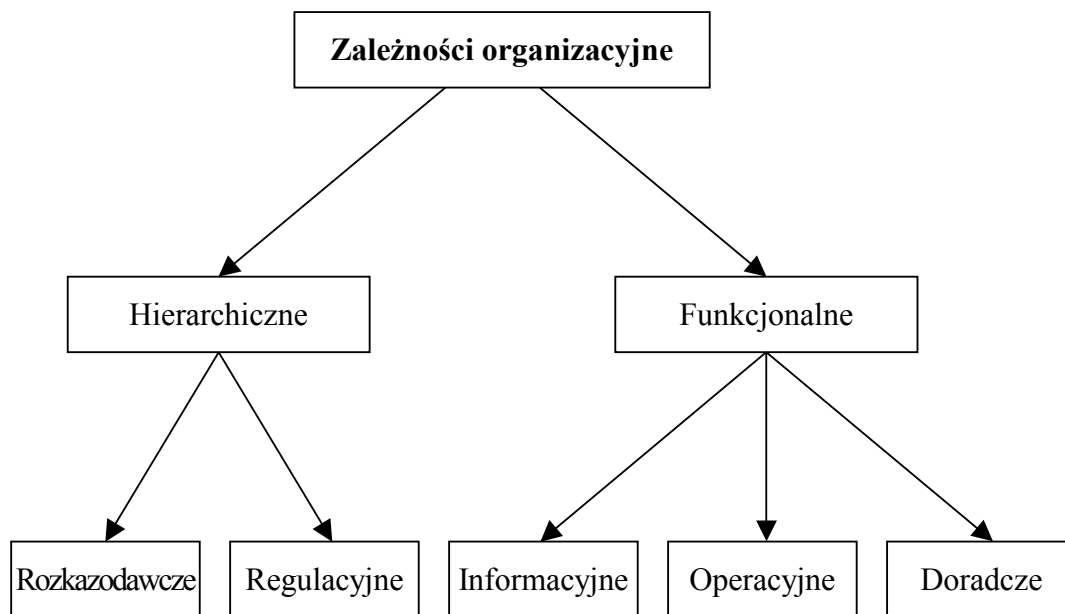 Zależności organizacyjne
Hierarchiczne
Funkcjonalne
Rozkazodawcze
Regulacyjne
Informacyjne
Operacyjne
Doradcze